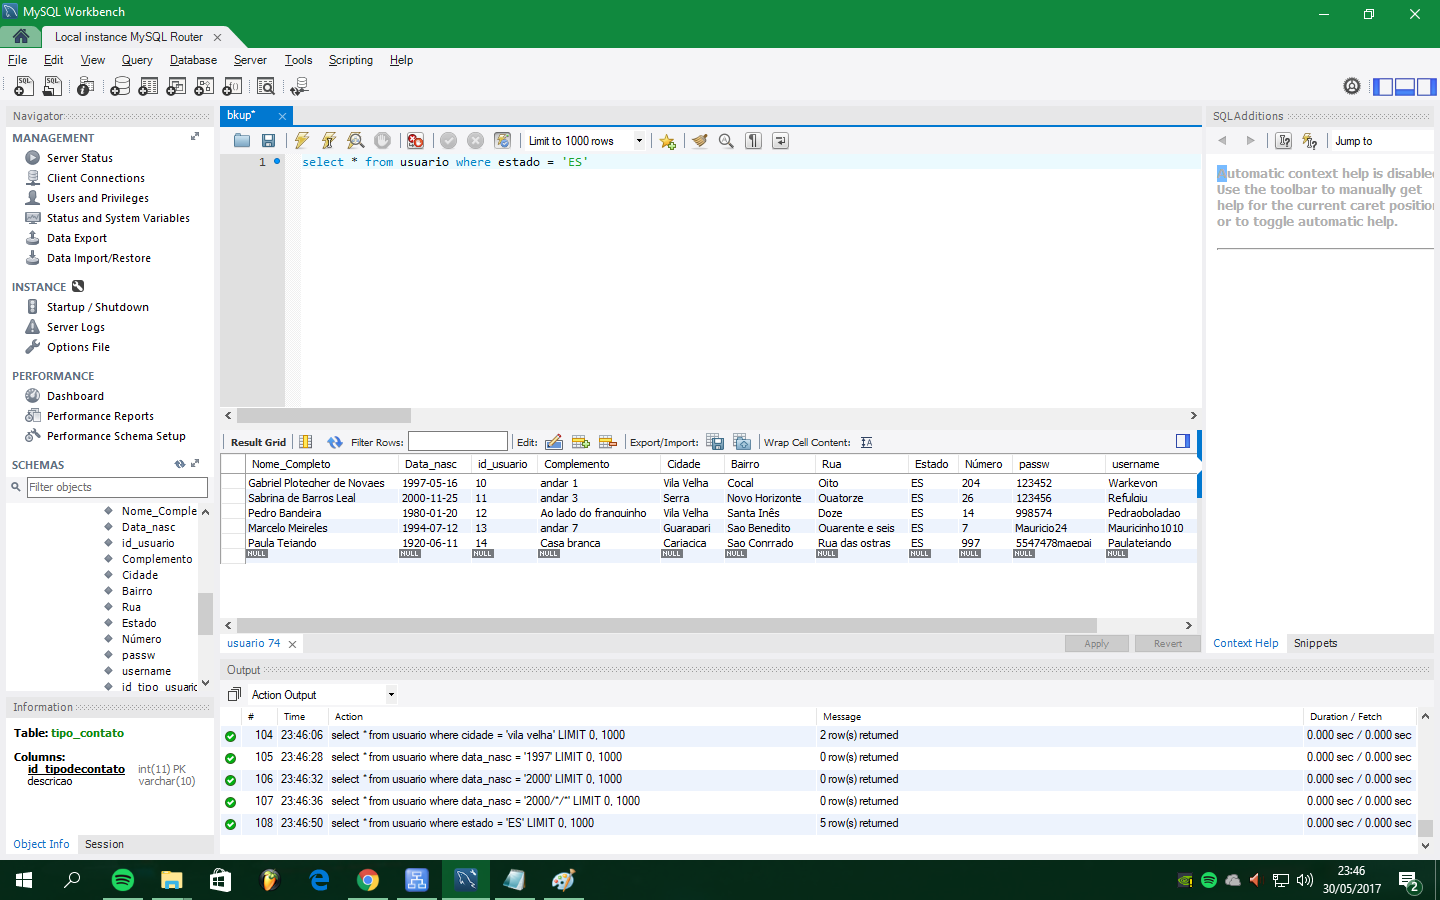 MySQL Workbench
Local instance MySQL Router
File Edit View Query Database Server Tools Scripting Help
Navigator
MANAGEMENT
Server Status
Client Connections
Users and Privileges
Status and System Variables
Data Export
Data Import/Restore
INSTANCE
Startup / Shutdown
Server Logs
Options File
PERFORMANCE
Dashboard
Performance Reports
Performance Schema Setup
SCHEMAS
Filter objects
Nome_Comple
Data_nasc
id_usuario
Complemento
Cidade
Bairro
Rua
Estado
Número
passw
username
id_tipo_usuario
Information
Table: tipo_contato
Columns:
id_tipodecontato int(11) PK
descricao varchar(10)
Object Info Session
bkup*
Limit to 1000 rows
1 select * from usuario where estado = 'ES'
Result Grid Filter Rows: Edit: Export/Import: Wrap Cell Content: IA
Nome_Completo Data_nasc id_usuario Complemento Cidade Bairro Rua Estado Número passw username
Gabriel Plotegher de Novaes 1997-05-16 10 andar 1 Vila Velha Cocal Oito ES 204 123452 Warkevon
Sabrina de Barros Leal 2000-11-25 11 andar 3 Serra Novo Horizonte Quatorze ES 26 123456 Refulgiu
Pedro Bandeira 1980-01-20 12 Ao lado do franguinho Vila Velha Santa Inês Doze ES 14 998574 Pedraoboladao
Marcelo Meireles 1994-07-12 13 andar 7 Guarapari Sao Benedito Quarente e seis ES 7 Mauricio24 Mauricinho1010
Paula Tejando 1920-06-11 14 Casa branca Cariacica Sao Conrrado Rua das ostras ES 997 5547478maepai Paulatejando
NULL NULL NULL NULL NULL NULL NULL NULL NULL NULL NULL
usuario 74
Apply Revert
SQLAdditions
Jump to
Automatic context help is disabled
Use the toolbar to manually get
help for the current caret position
or to toggle automatic help.
Context Help Snippets
Output
Action Output
# Time Action Message Duration / Fetch
104 23:46:06 select * from usuario where cidade = 'vila velha' LIMIT 0, 1000 2 row(s) returned 0.000 sec / 0.000 sec
105 23:46:28 select * from usuario where data_nasc = '1997' LIMIT 0, 1000 0 row(s) returned 0.000 sec / 0.000 sec
106 23:46:32 select * from usuario where data_nasc = '2000' LIMIT 0, 1000 0 row(s) returned 0.000 sec / 0.000 sec
107 23:46:36 select * from usuario where data_nasc = '2000/*/*' LIMIT 0, 1000 0 row(s) returned 0.000 sec / 0.000 sec
108 23:46:50 select * from usuario where estado = 'ES' LIMIT 0, 1000 5 row(s) returned 0.000 sec / 0.000 sec
23:46
30/05/2017
2